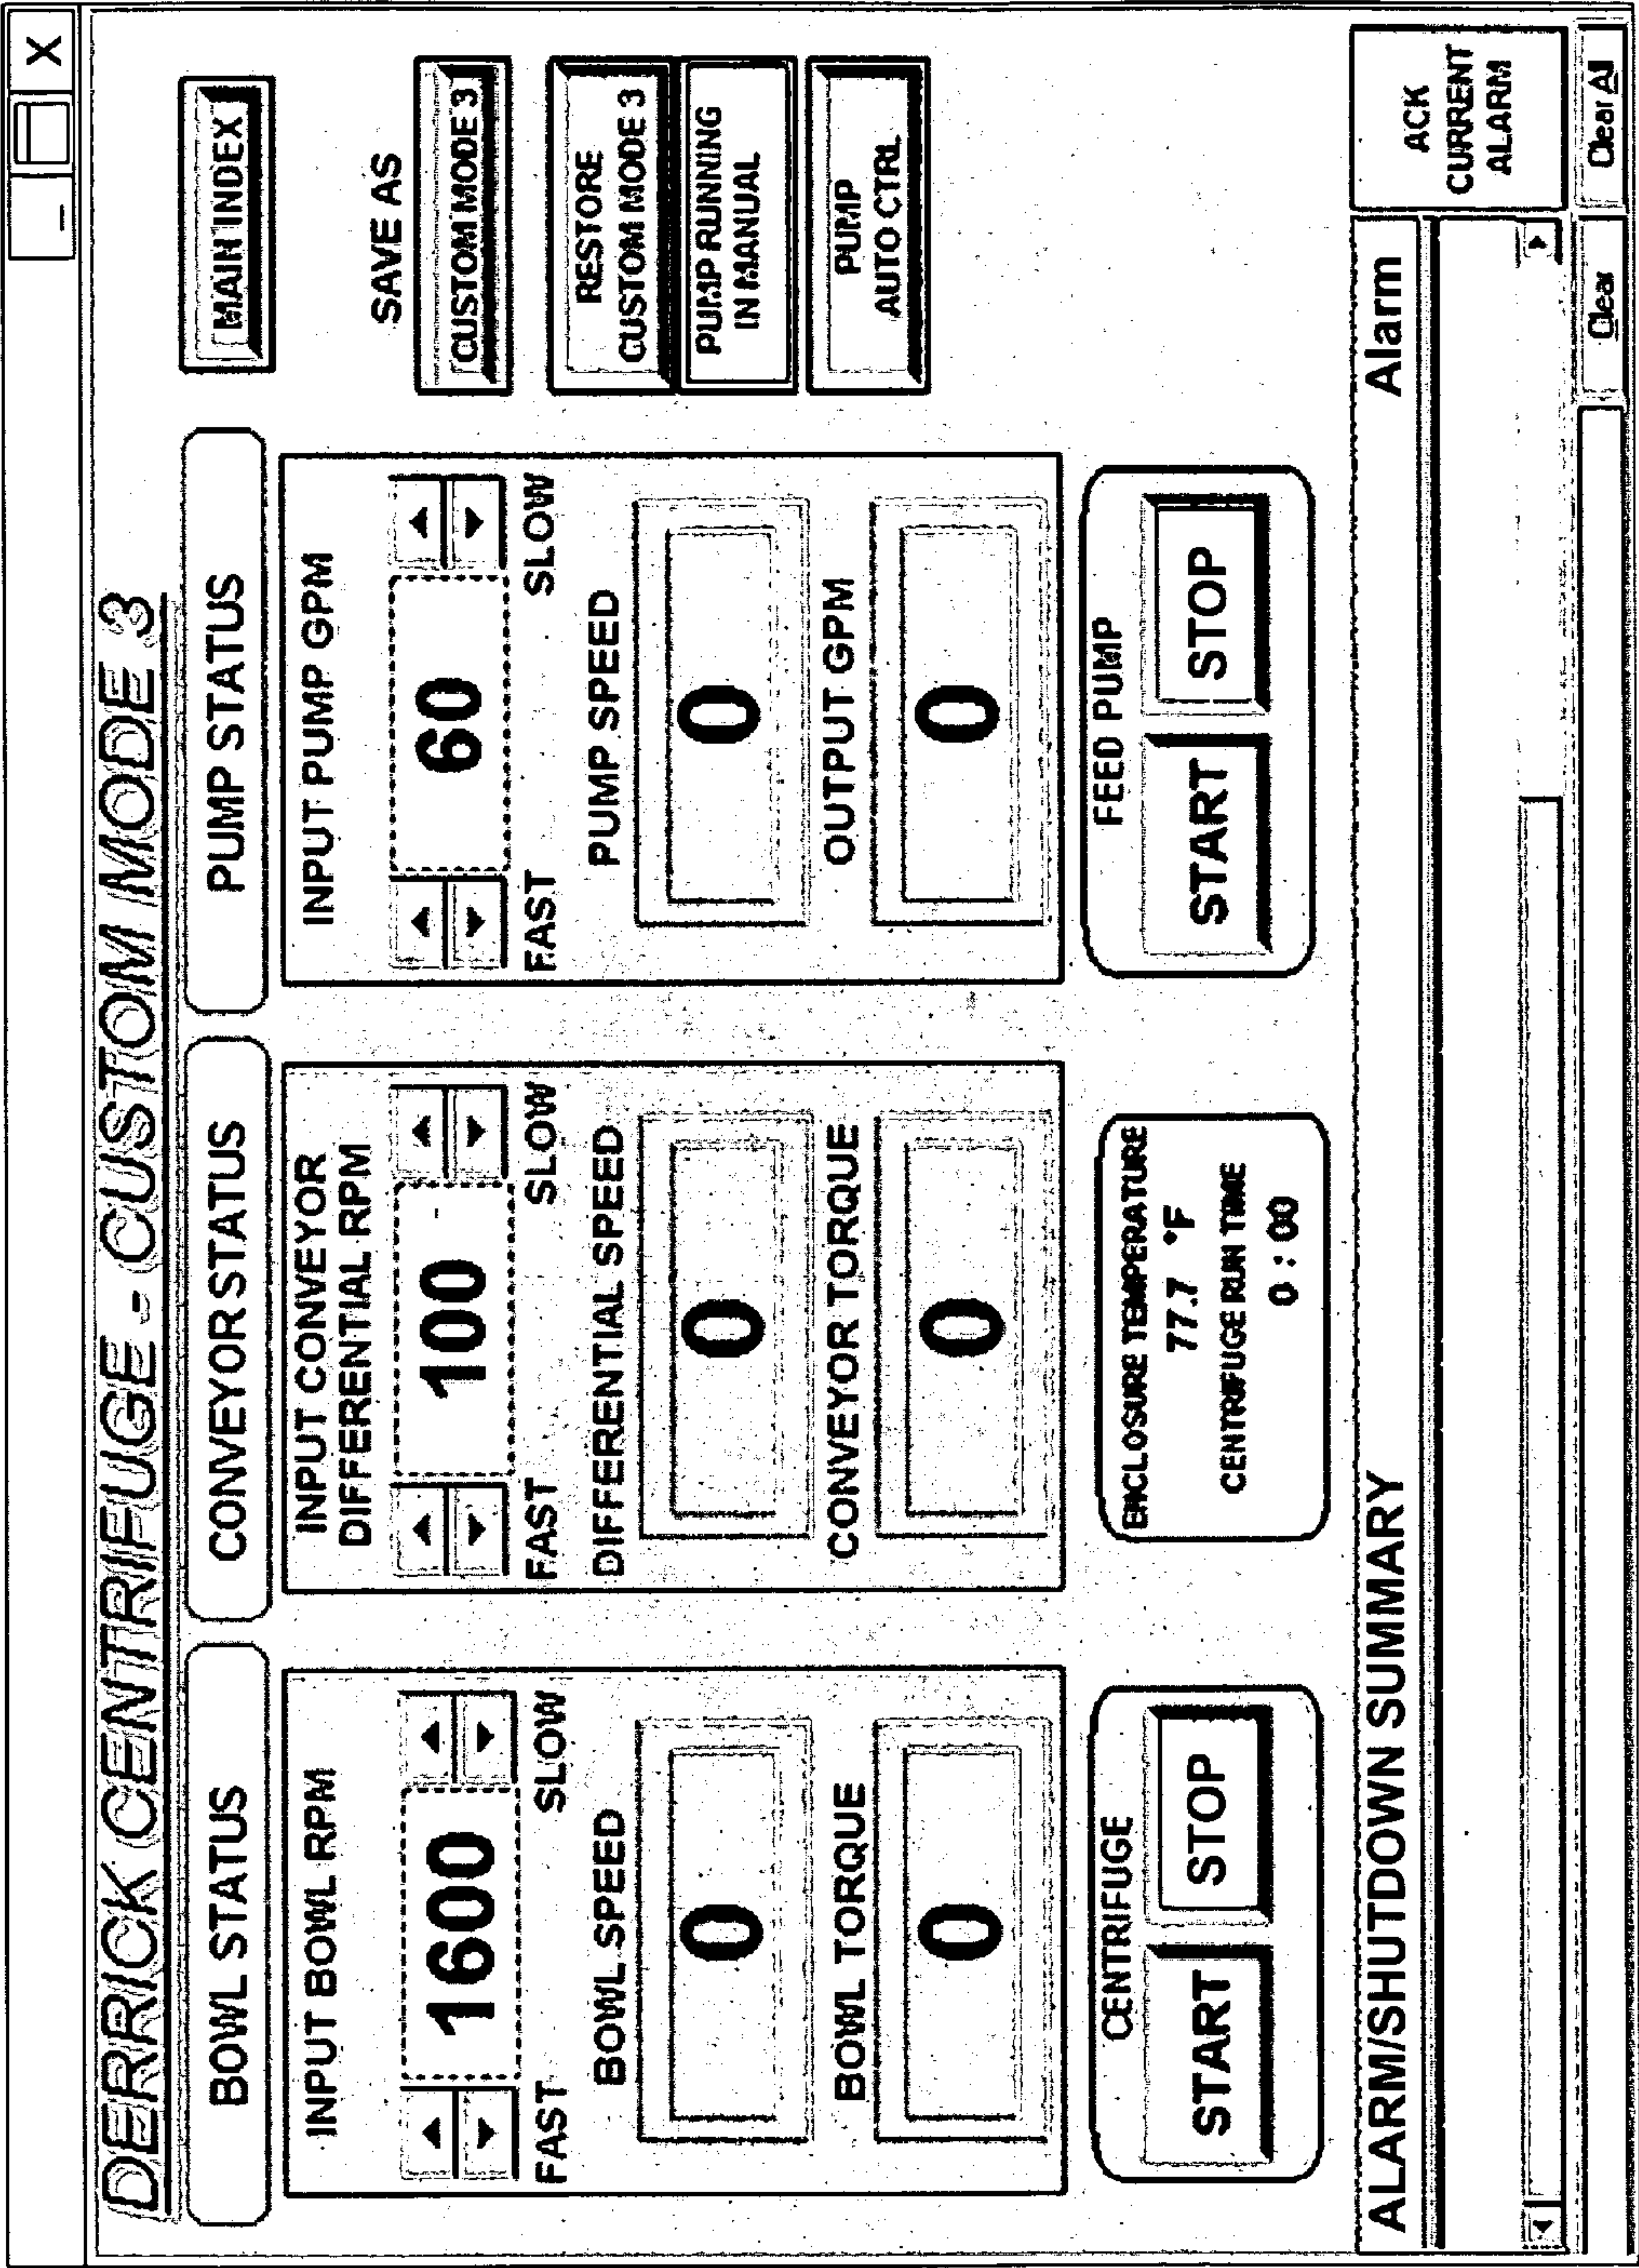 _ X
DERRICK CENTRIFUGE - CUSTOM MODE 3
BOWL STATUS
INPUT BOWL RPM
1600
FAST SLOW
BOWL SPEED
0
BOWL TORQUE
0
CENTRIFUGE
START STOP
CONVEYOR STATUS
INPUT CONVEYOR
DIFFERENTIAL RPM
100
FAST SLOW
DIFFERENTIAL SPEED
0
CONVEYOR TORQUE
0
ENCLOSURE TEMPERATURE
77.7 °F
CENTRIFUGE RUN TIME
0 : 00
PUMP STATUS
INPUT PUMP GPM
60
FAST SLOW
PUMP SPEED
0
OUTPUT GPM
0
FEED PUMP
START STOP
MAIN INDEX
SAVE AS
CUSTOM MODE 3
RESTORE
CUSTOM MODE 3
PUMP RUNNING
IN MANUAL
PUMP
AUTO CTRL
ALARM/SHUTDOWN SUMMARY
Alarm
ACK
CURRENT
ALARM
Clear Clear All